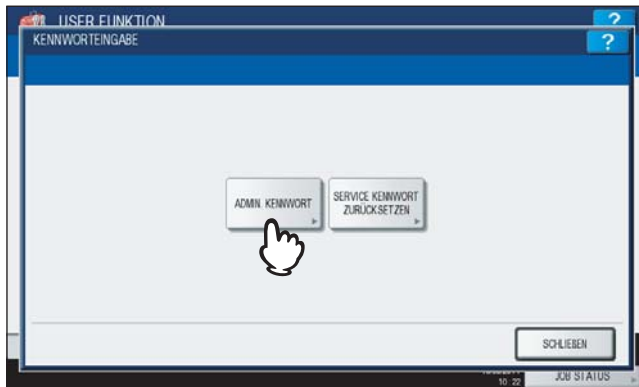 USER FUNKTION
?
KENNWORTEINGABE
?
ADMIN. KENNWORT
SERVICE KENNWORT
ZURÜCKSETZEN
SCHLIEßEN
10:22
JOB STATUS